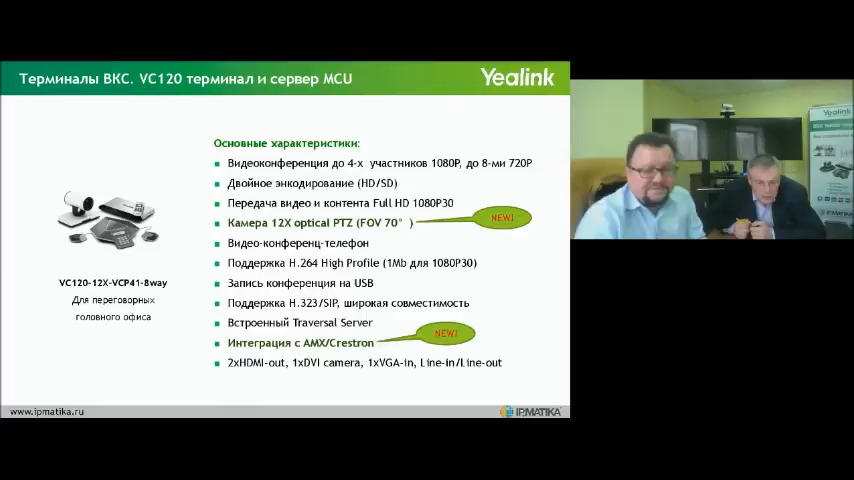 Терминалы ВКС. VC120 терминал и сервер MCU
Yealink
Основные характеристики:
Видеоконференция до 4-х участников 1080P, до 8-ми 720P
Двойное энкодирование (HD/SD)
Передача видео и контента Full HD 1080P30
Камера 12X optical PTZ (FOV 70° )
NEW!
Видео-конференц-телефон
Поддержка H.264 High Profile (1Mb для 1080P30)
Запись конференция на USB
Поддержка H.323/SIP, широкая совместимость
Встроенный Traversal Server
Интеграция с AMX/Crestron
NEW!
2xHDMI-out, 1xDVI camera, 1xVGA-in, Line-in/Line-out
VC120-12X-VCP41-8way
Для переговорных
головного офиса
www.ipmatika.ru
IPMATIKA
Yealink
IPMATIKA